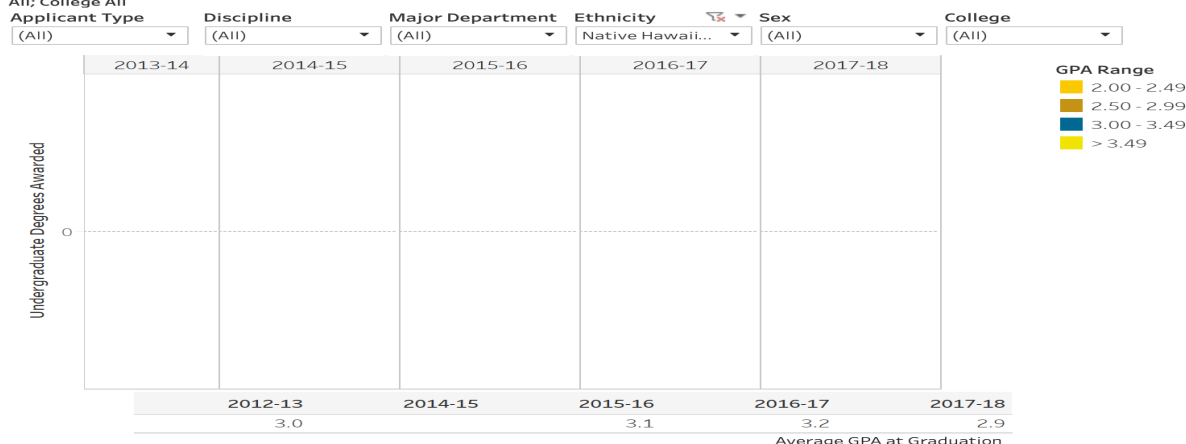 All; College All
Applicant Type Discipline Major Department Ethnicity Sex College
(All) (All) (All) Native Hawaii... (All) (All)
2013-14 2014-15 2015-16 2016-17 2017-18
GPA Range
2.00 - 2.49
2.50 - 2.99
3.00 - 3.49
> 3.49
Undergraduate Degrees Awarded
0
2012-13 2014-15 2015-16 2016-17 2017-18
3.0 3.1 3.2 2.9
Average GPA at Graduation